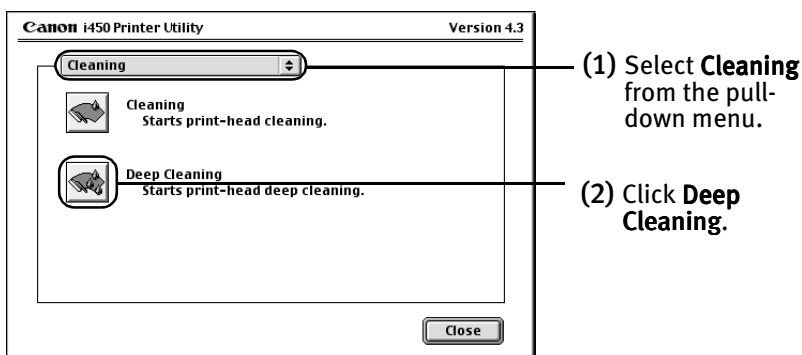 Canon i450 Printer Utility Version 4.3
Cleaning
Cleaning
Starts print-head cleaning.
Deep Cleaning
Starts print-head deep cleaning.
Close
(1) Select Cleaning
from the pull-
down menu.
(2) Click Deep
Cleaning.